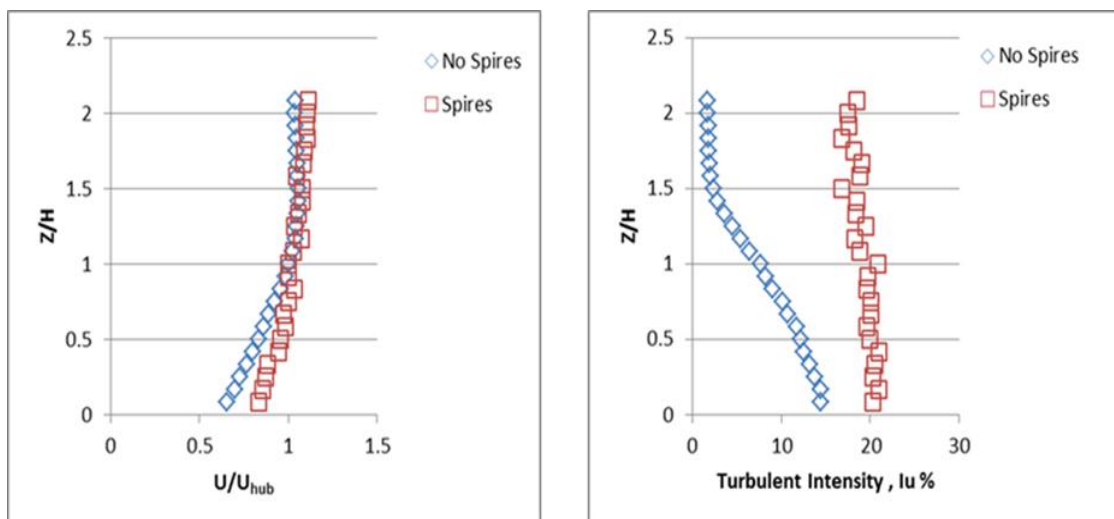 2.5
2
1.5
1
0.5
0
Z/H
0 0.5 1 1.5
U/Uhub
No Spires
Spires
2.5
2
1.5
1
0.5
0
Z/H
0 10 20 30
Turbulent Intensity , Iu %
No Spires
Spires